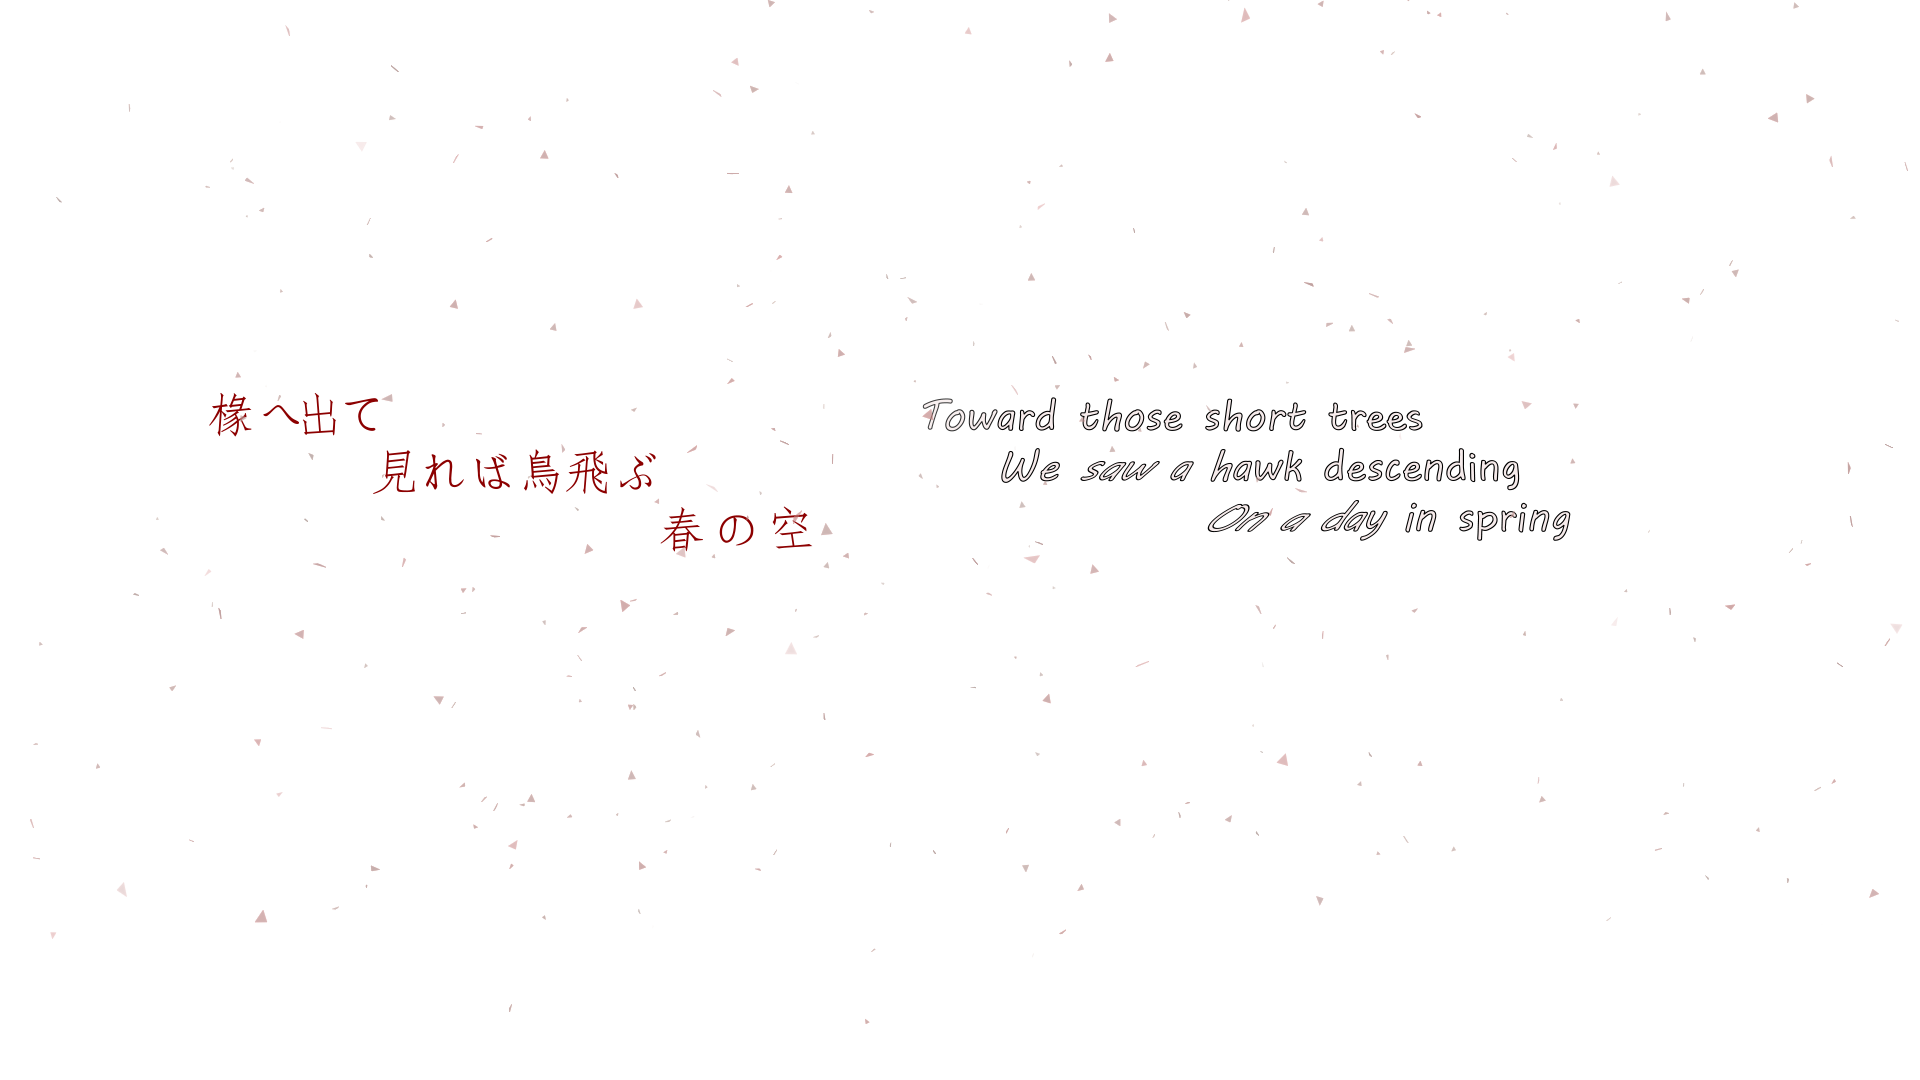 椽へ出て
見れば鳥飛ぶ
春の空
Toward those short trees
We saw a hawk descending
On a day in spring